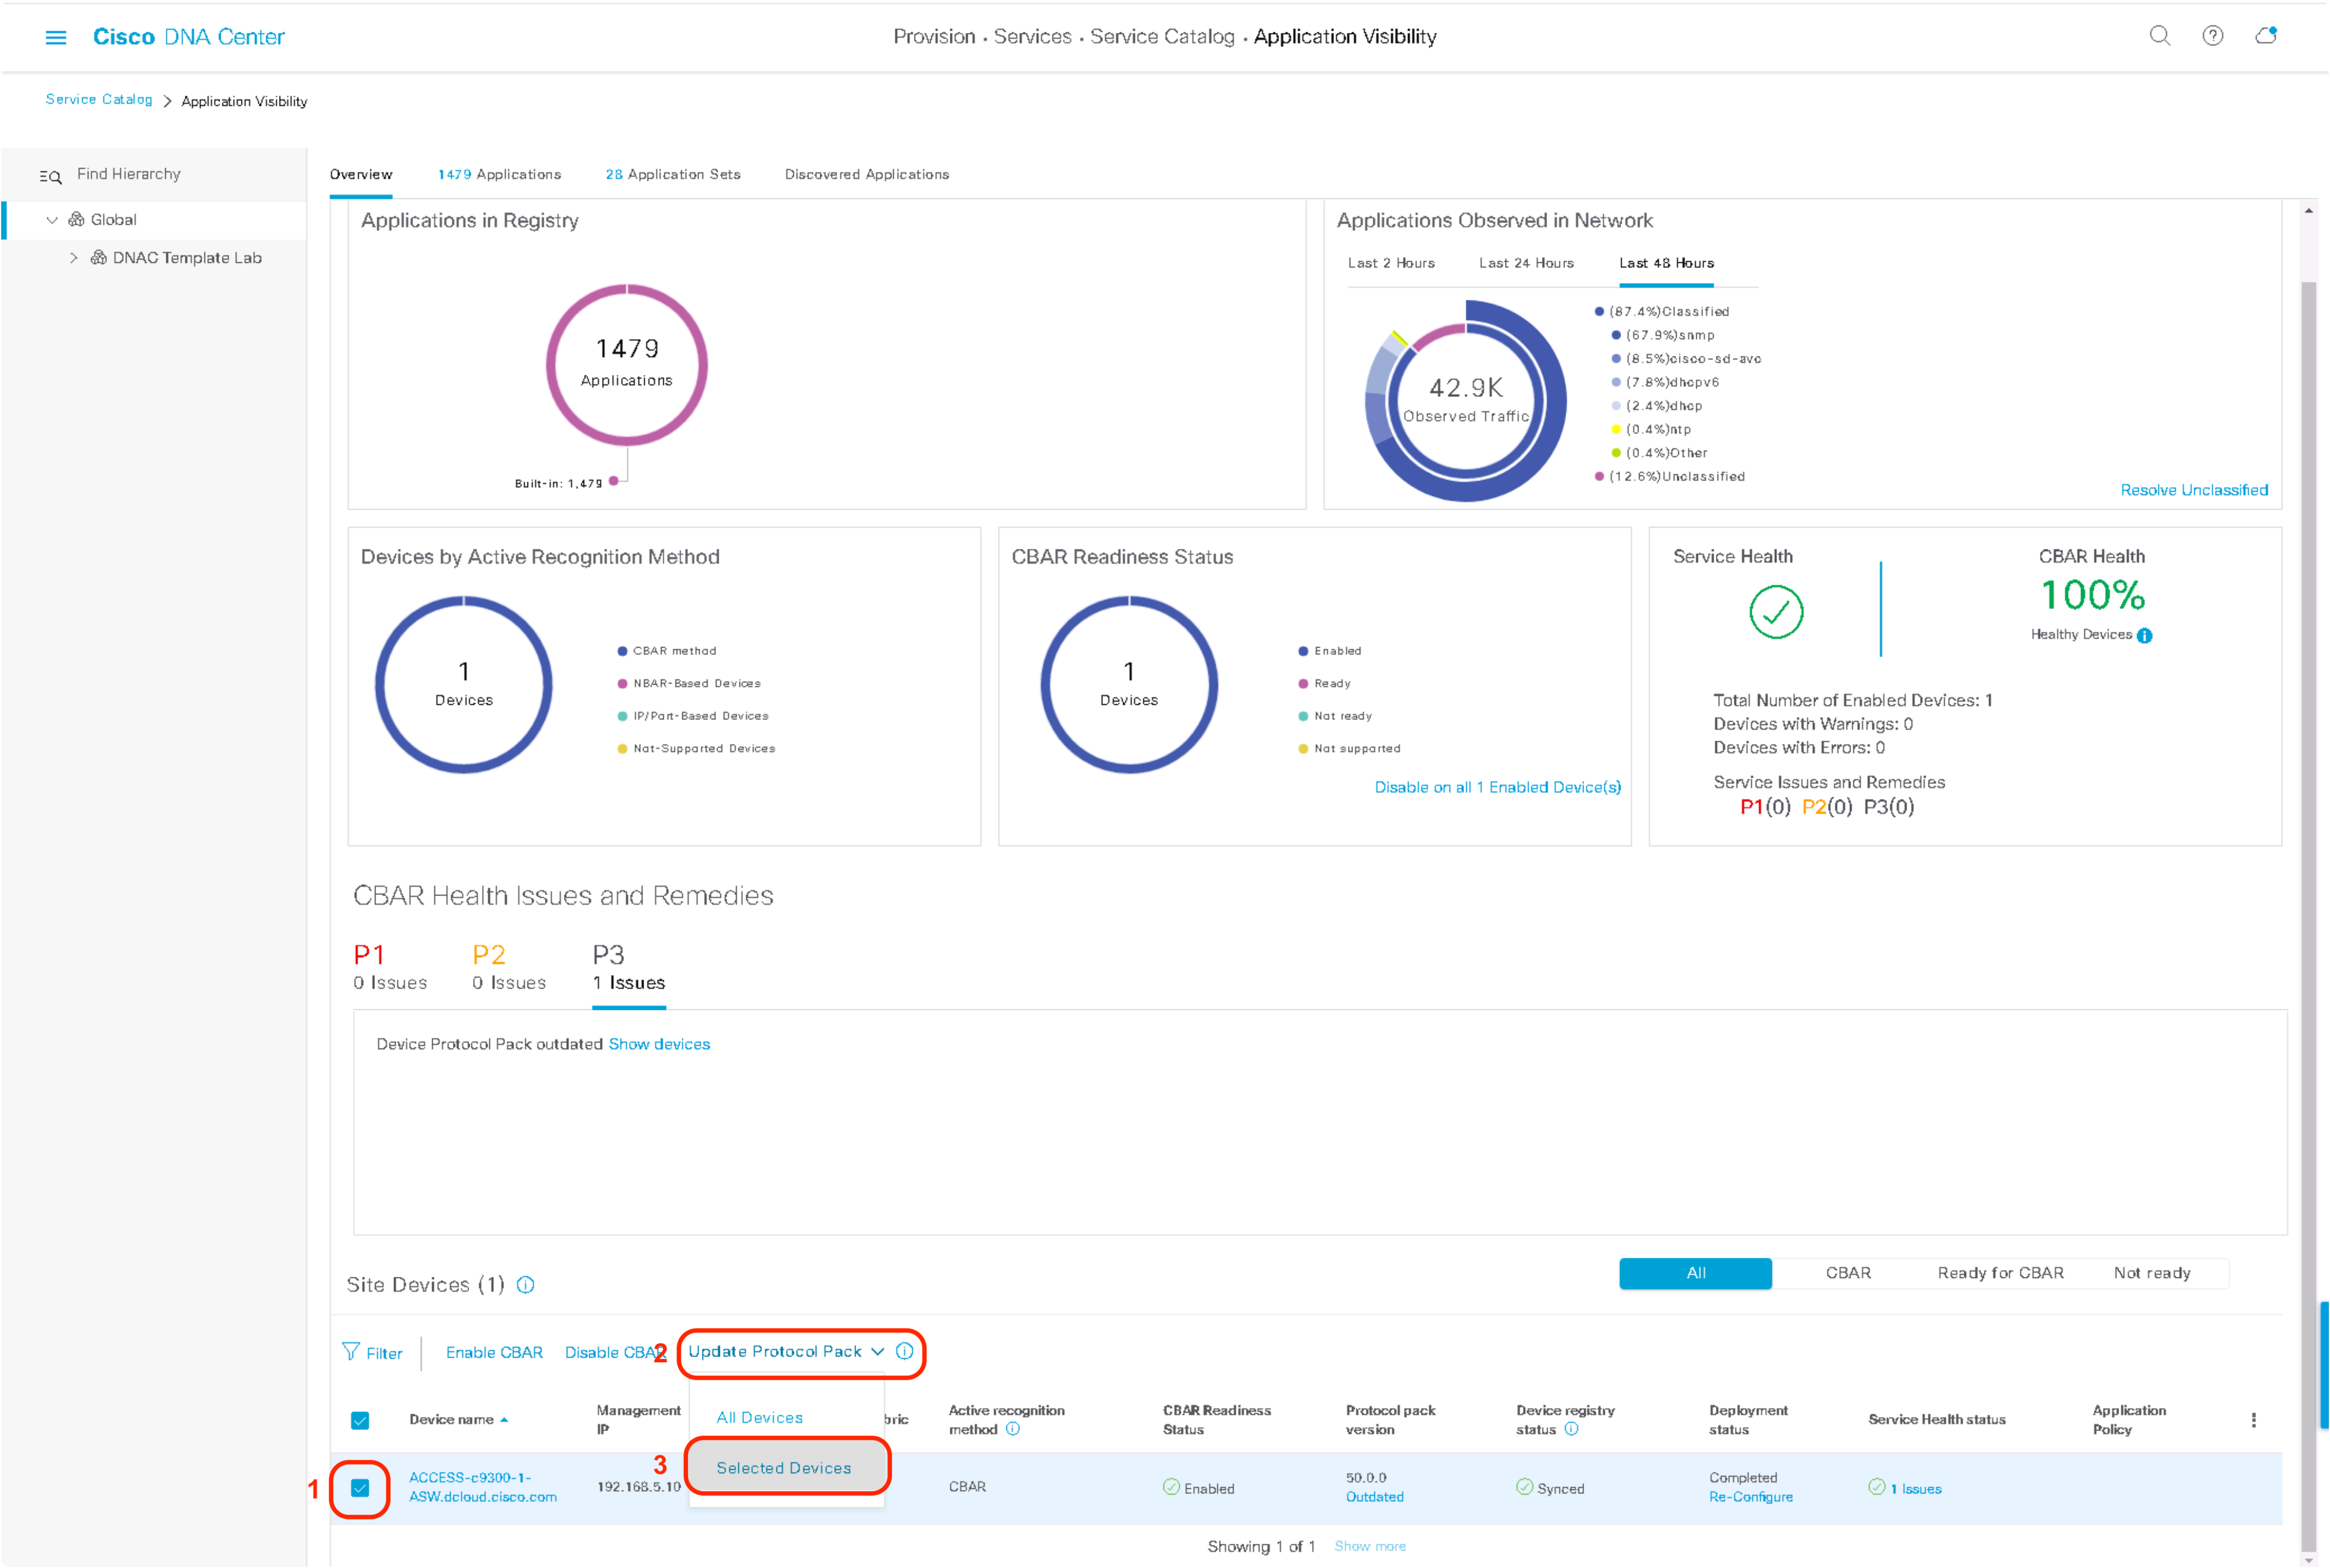 Cisco DNA Center
Provision • Services • Service Catalog • Application Visibility
Service Catalog > Application Visibility
Find Hierarchy
Global
DNAC Template Lab
Overview
1479 Applications
28 Application Sets
Discovered Applications
Applications in Registry
1479
Applications
Built-in: 1,479
Applications Observed in Network
Last 2 Hours
Last 24 Hours
Last 48 Hours
42.9K
Observed Traffic
(87.4%)Classified
(67.9%)snmp
(8.5%)cisco-sd-avc
(7.8%)dhcpv6
(2.4%)dhcp
(0.4%)ntp
(0.4%)Other
(12.6%)Unclassified
Resolve Unclassified
Devices by Active Recognition Method
1
Devices
CBAR method
NBAR-Based Devices
IP/Port-Based Devices
Not-Supported Devices
CBAR Readiness Status
1
Devices
Enabled
Ready
Not ready
Not supported
Disable on all 1 Enabled Device(s)
Service Health
CBAR Health
100%
Healthy Devices
Total Number of Enabled Devices: 1
Devices with Warnings: 0
Devices with Errors: 0
Service Issues and Remedies
P1(0) P2(0) P3(0)
CBAR Health Issues and Remedies
P1
0 Issues
P2
0 Issues
P3
1 Issues
Device Protocol Pack outdated Show devices
Site Devices (1)
All
CBAR
Ready for CBAR
Not ready
Filter
Enable CBAR
Disable CBAR
2
Update Protocol Pack
All Devices
3
Selected Devices
Device name
Management
IP
bric
Active recognition
method
CBAR Readiness
Status
Protocol pack
version
Device registry
status
Deployment
status
Service Health status
Application
Policy
1
ACCESS-c9300-1-
ASW.dcloud.cisco.com
192.168.5.10
CBAR
Enabled
50.0.0
Outdated
Synced
Completed
Re-Configure
1 Issues
Showing 1 of 1
Show more